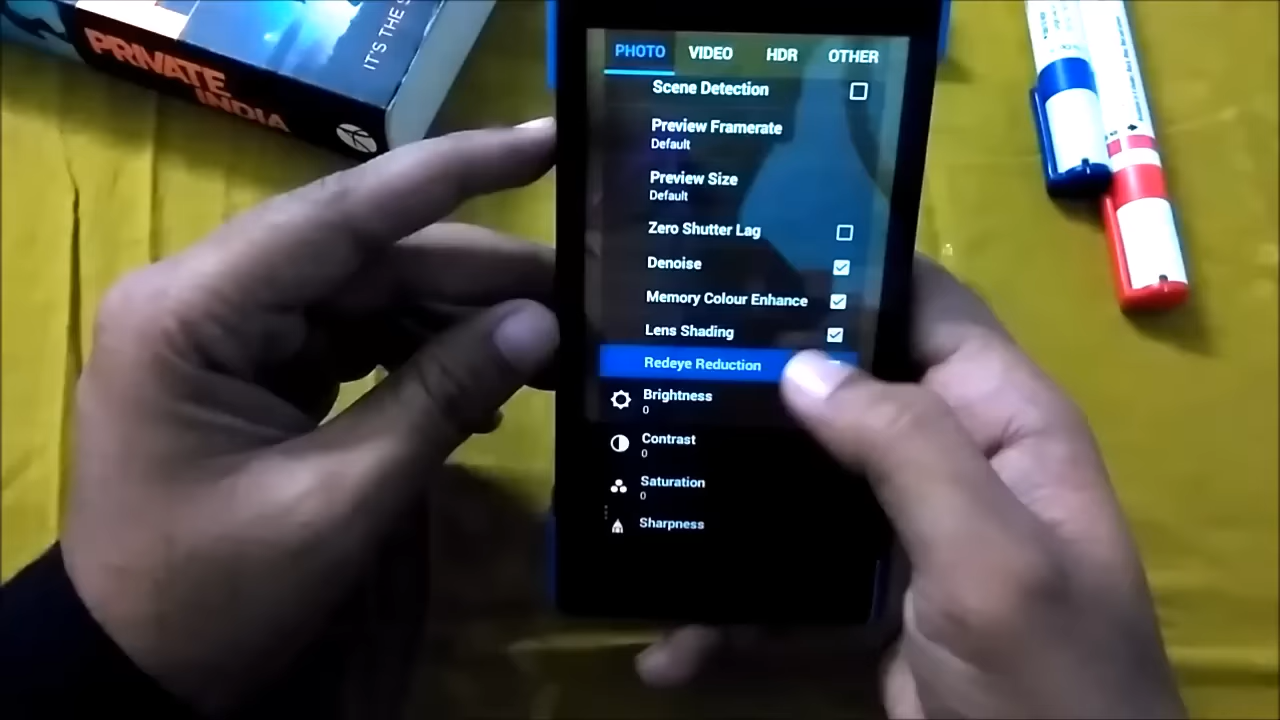 PRIVATE
INDIA
IT'S THE
PHOTO VIDEO HDR OTHER
Scene Detection
Preview Framerate
Default
Preview Size
Default
Zero Shutter Lag
Denoise
Memory Colour Enhance
Lens Shading
Redeye Reduction
Brightness
0
Contrast
0
Saturation
0
Sharpness